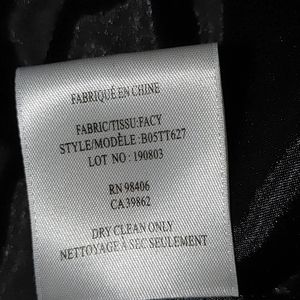 FABRIQUÉ EN CHINE
FABRIC/TISSU:FACY
STYLE/MODÈLE :B05TT627
LOT NO :190803
RN 98406
CA 39862
DRY CLEAN ONLY
NETTOYAGE À SEC SEULEMENT